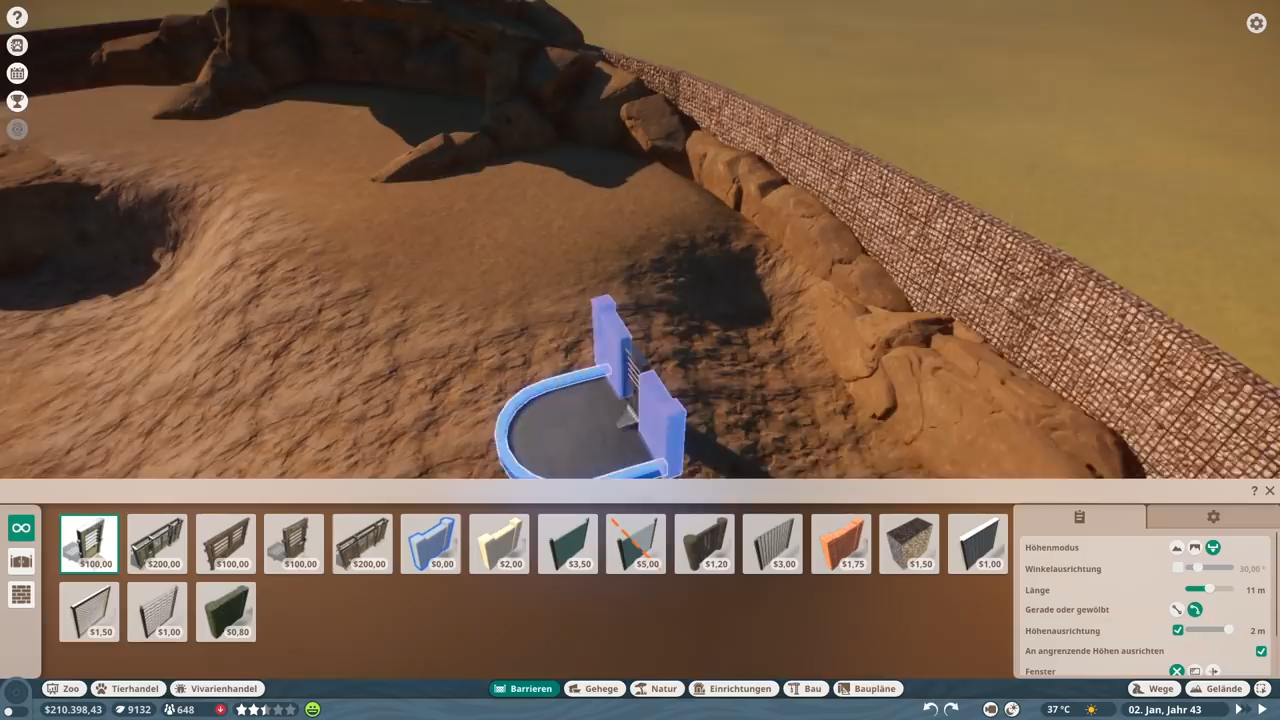 ?
$100,00
$200,00
$100,00
$100,00
$200,00
$0,00
$2,00
$3,50
$5,00
$1,20
$3,00
$1,75
$1,50
$1,00
$1,50
$1,00
$0,80
Höhenmodus
Winkelausrichtung
30,00 °
Länge
11 m
Gerade oder gewölbt
Höhenausrichtung
2 m
An angrenzende Höhen ausrichten
Fenster
Zoo
Tierhandel
Vivarienhandel
Barrieren
Gehege
Natur
Einrichtungen
Bau
Baupläne
Wege
Gelände
$210.398,43
9132
648
37 °C
02. Jan, Jahr 43